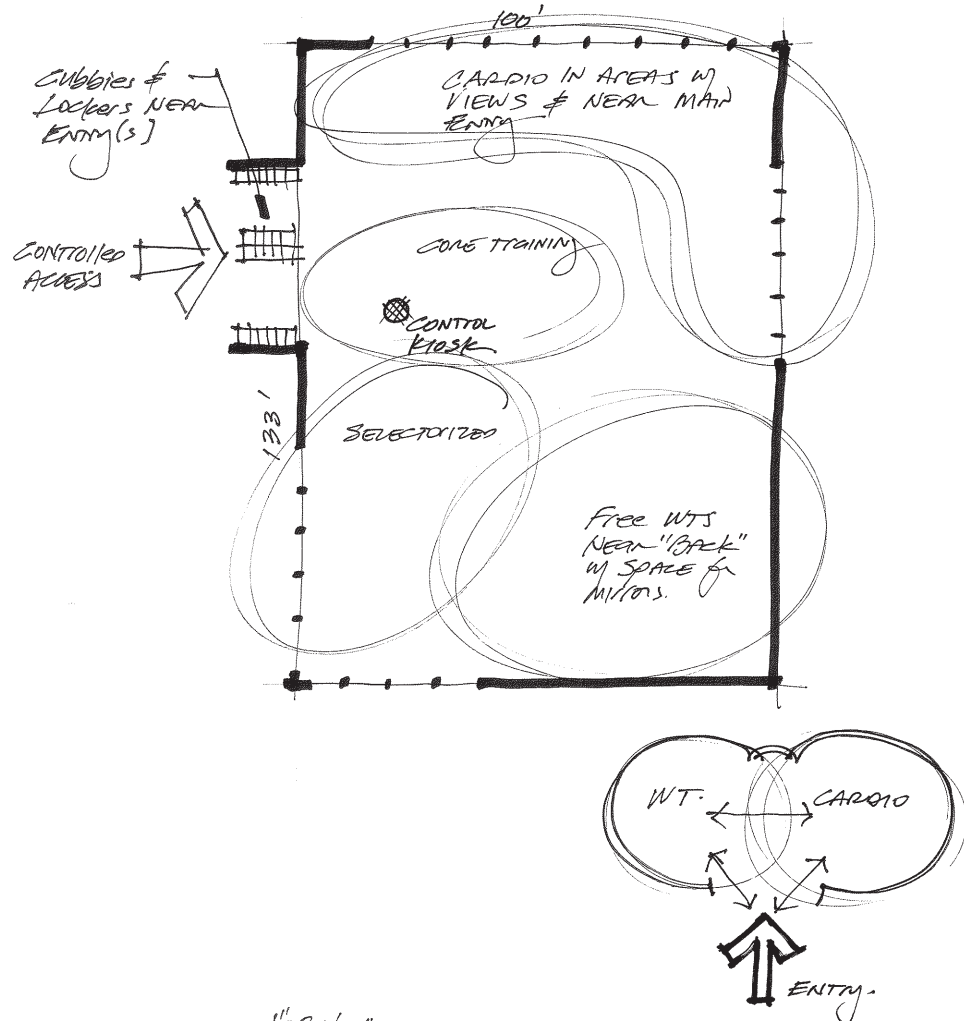 100'
Cubbies &
Lockers Near
Entry(s)
CARDIO IN AREAS W/
VIEWS & NEAR MAIN
ENTRY
CORE TRAINING
CONTROLLED
ACCESS
CONTROL
KIOSK
133'
SELECTORIZED
Free WTS
NEAR "BACK"
W/ SPACE for
MIRRORS.
WT.
CARDIO
ENTRY.